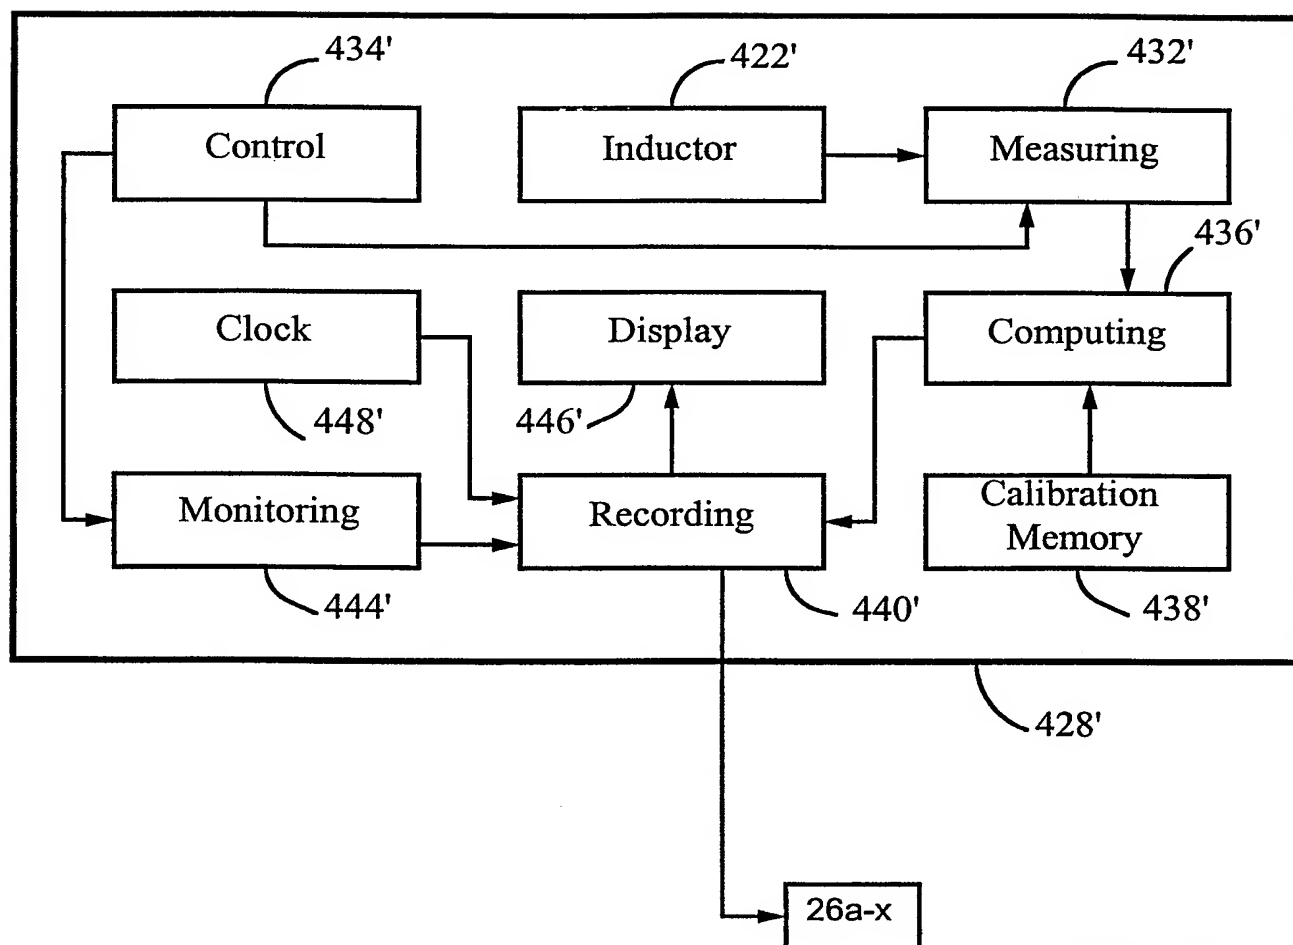 434'
422'
432'
Control
Inductor
Measuring
436'
Clock
Display
Computing
448'
446'
Monitoring
Recording
Calibration
Memory
444'
440'
438'
428'
26a-x